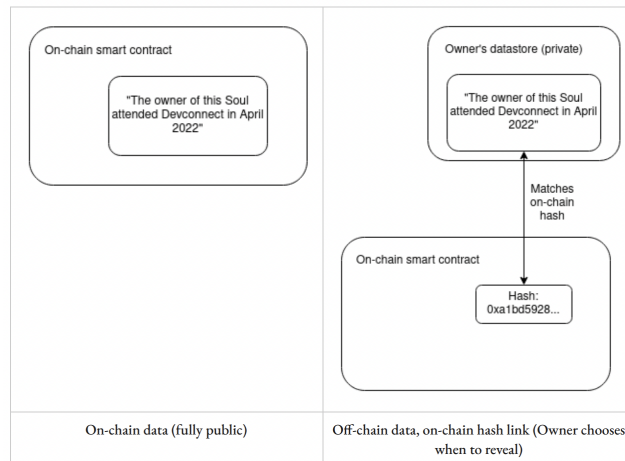 On-chain smart contract
"The owner of this Soul
attended Devconnect in April
2022"
On-chain data (fully public)
Owner's datastore (private)
"The owner of this Soul
attended Devconnect in April
2022"
Matches
on-chain
hash
On-chain smart contract
Hash:
0xa1bd5928...
Off-chain data, on-chain hash link (Owner chooses
when to reveal)